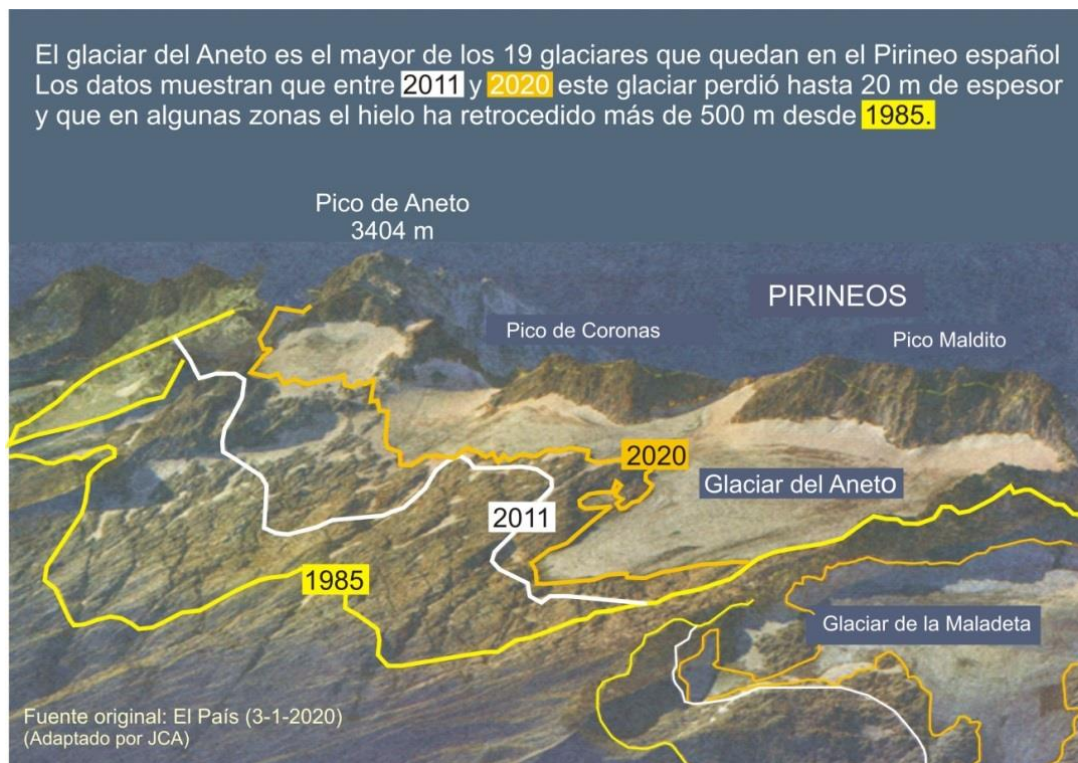 El glaciar del Aneto es el mayor de los 19 glaciares que quedan en el Pirineo español
Los datos muestran que entre 2011 y 2020 este glaciar perdió hasta 20 m de espesor
y que en algunas zonas el hielo ha retrocedido más de 500 m desde 1985.
Pico de Aneto
3404 m
PIRINEOS
Pico de Coronas
Pico Maldito
2020
Glaciar del Aneto
2011
1985
Glaciar de la Maladeta
Fuente original: El País (3-1-2020)
(Adaptado por JCA)